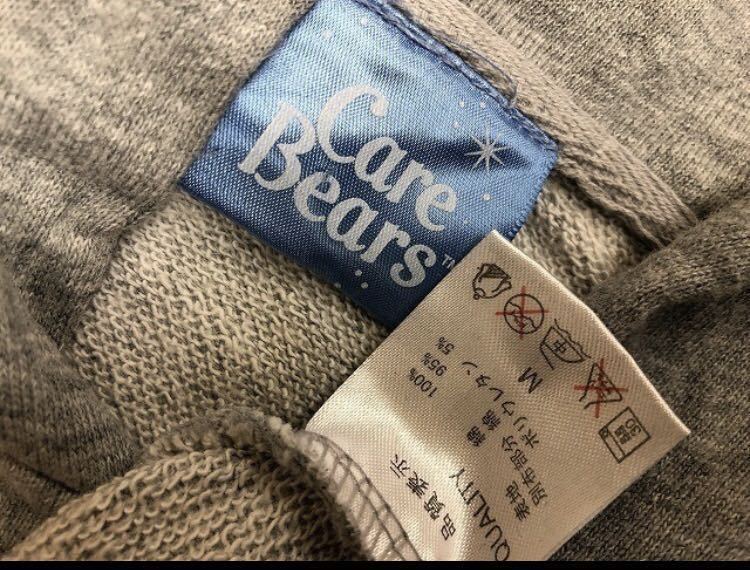 Care
Bears
TM
QUALITY
品質表示
表地 綿 100%
別布部分 綿 95%
ポリウレタン 5%
M